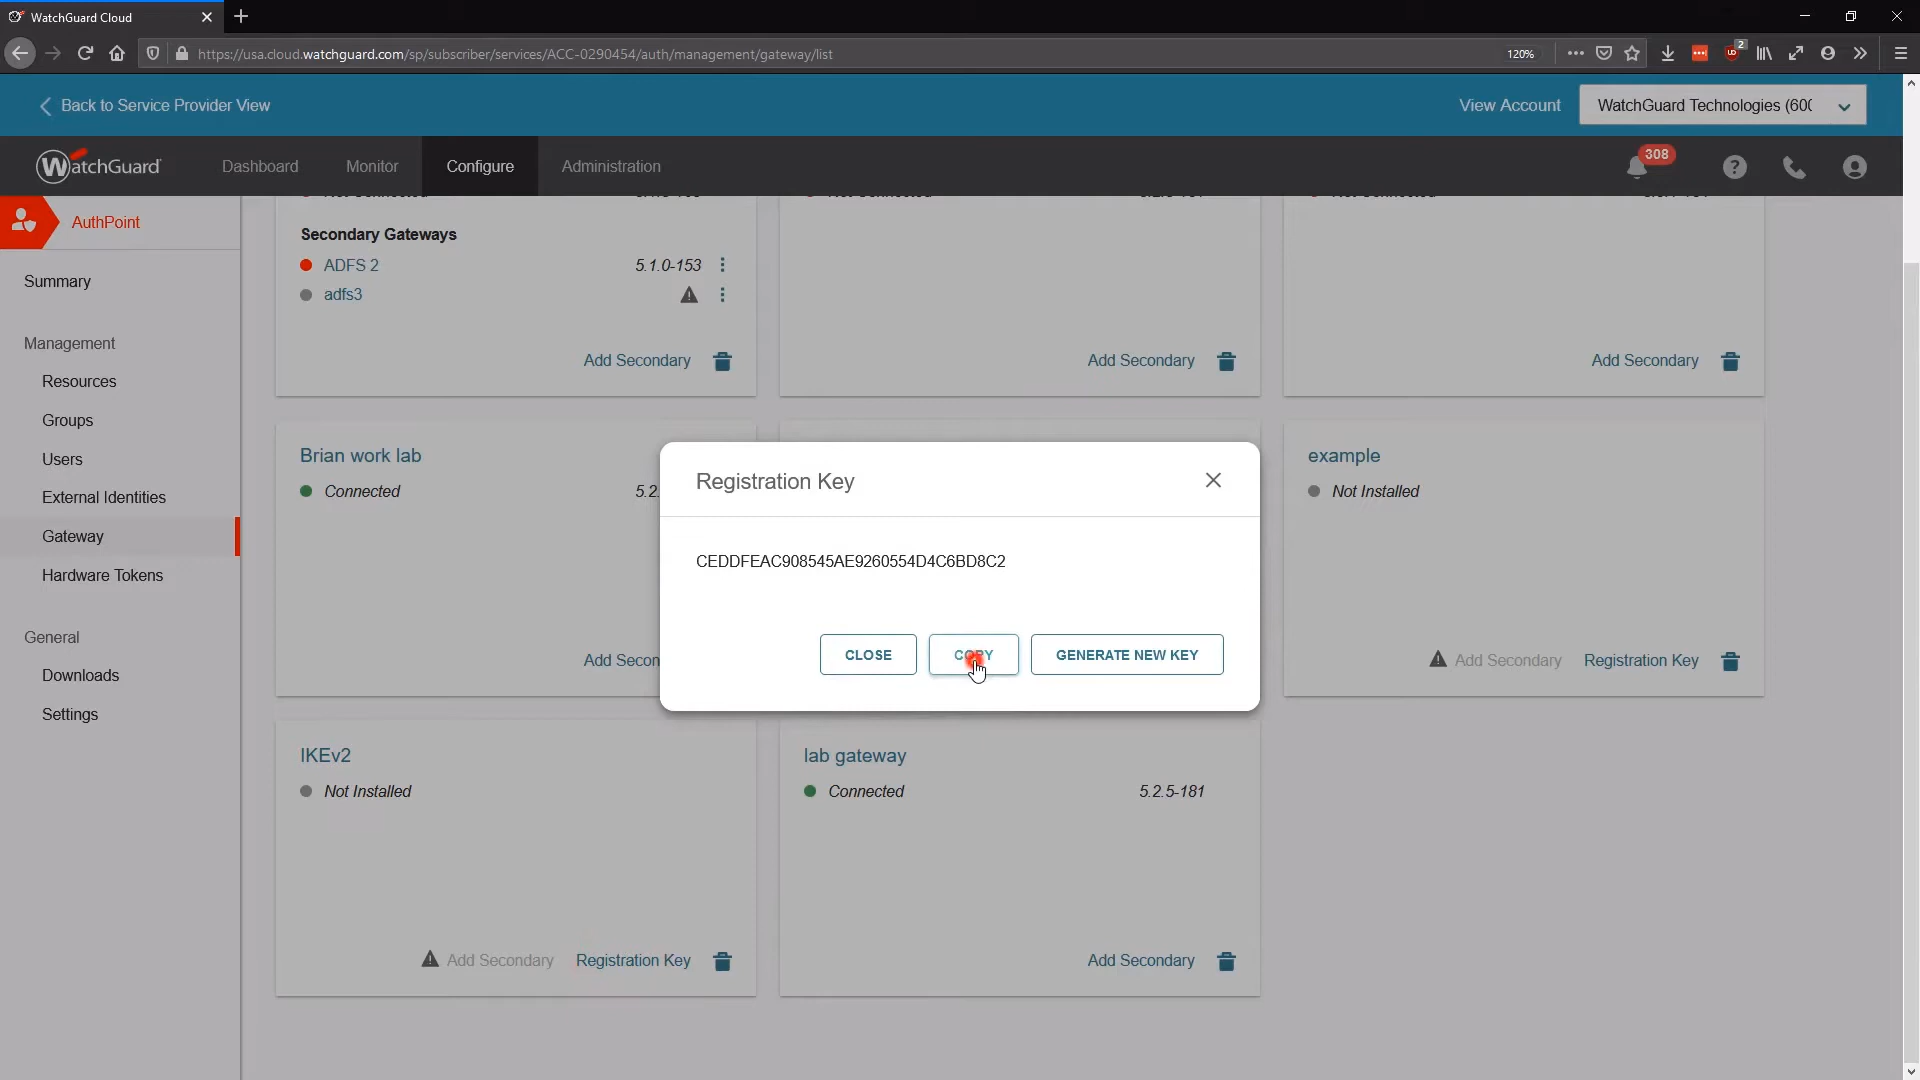 WatchGuard Cloud
https://usa.cloud.watchguard.com/sp/subscriber/services/ACC-0290454/auth/management/gateway/list
120%
2
Back to Service Provider View
View Account
WatchGuard Technologies (600
WatchGuard
Dashboard
Monitor
Configure
Administration
308
AuthPoint
Summary
Management
Resources
Groups
Users
External Identities
Gateway
Hardware Tokens
General
Downloads
Settings
Secondary Gateways
ADFS 2
5.1.0-153
adfs3
Add Secondary
Add Secondary
Add Secondary
Brian work lab
Connected
5.2.
Add Secon
Registration Key
CEDDFEAC908545AE9260554D4C6BD8C2
CLOSE
COPY
GENERATE NEW KEY
example
Not Installed
Add Secondary
Registration Key
IKEv2
Not Installed
Add Secondary
Registration Key
lab gateway
Connected
5.2.5-181
Add Secondary